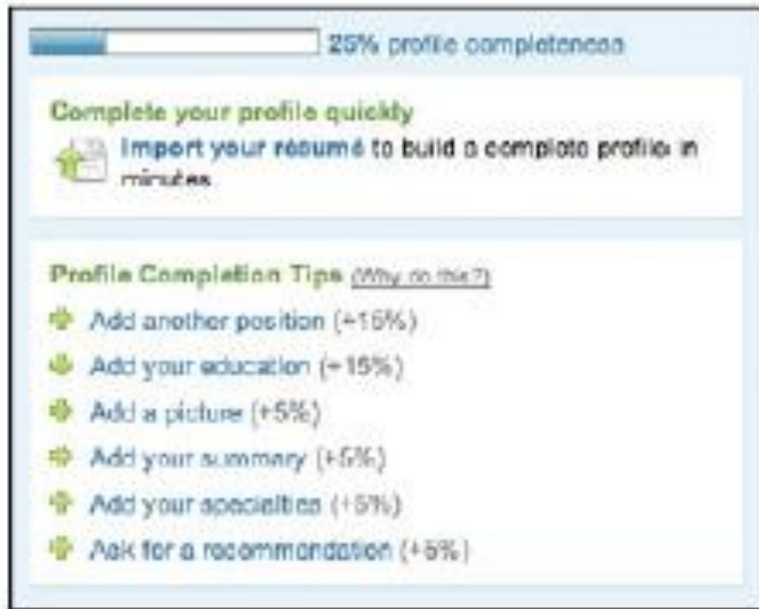 25% profile completeness
Complete your profile quickly
Import your résumé to build a complete profile in
minutes
Profile Completion Tips (Why do this?)
Add another position (+15%)
Add your education (+15%)
Add a picture (+5%)
Add your summary (+5%)
Add your specialties (+5%)
Ask for a recommendation (+5%)